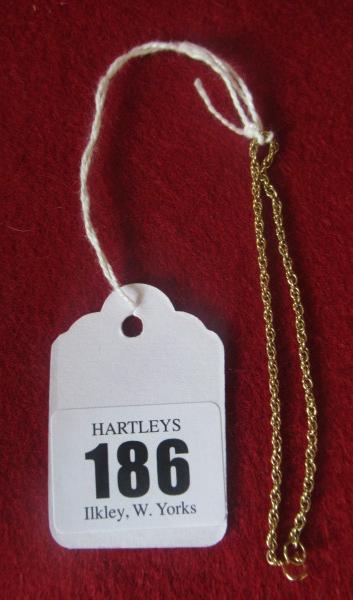 HARTLEYS
186
Ilkley, W. Yorks